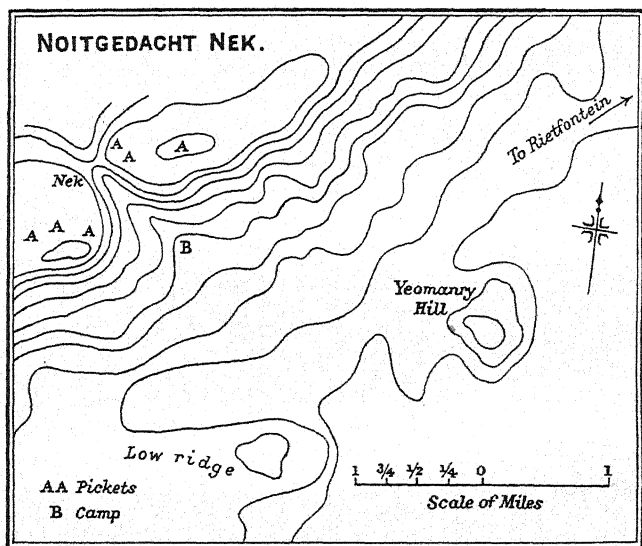 NOITGEDACHT NEK.
To Rietfontein
A
A
A
Nek
A A A
B
Yeomanry
Hill
Low ridge
AA Pickets
B Camp
1 ¾ ½ ¼ 0 1
Scale of Miles